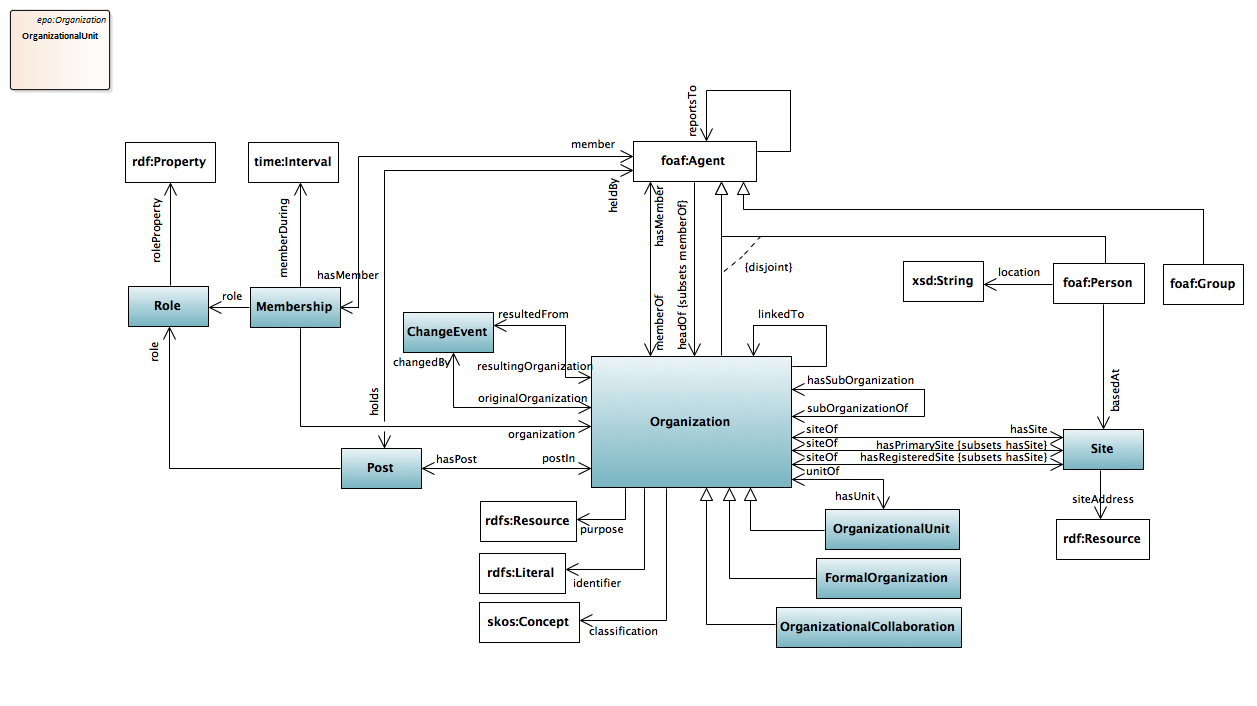 epo:Organization
OrganizationalUnit
reportsTo
member
rdf:Property
time:Interval
foaf:Agent
heldBy
hasMember
roleProperty
memberDuring
headOf {subsets memberOf}
{disjoint}
hasMember
xsd:String
location
foaf:Person
foaf:Group
Role
role
Membership
memberOf
linkedTo
resultedFrom
ChangeEvent
role
changedBy
resultingOrganization
hasSubOrganization
basedAt
holds
originalOrganization
subOrganizationOf
Organization
organization
siteOf
hasSite
siteOf
hasPrimarySite {subsets hasSite}
Site
siteOf
hasRegisteredSite {subsets hasSite}
Post
hasPost
postIn
unitOf
hasUnit
siteAddress
rdfs:Resource
purpose
OrganizationalUnit
rdf:Resource
rdfs:Literal
identifier
FormalOrganization
skos:Concept
classification
OrganizationalCollaboration